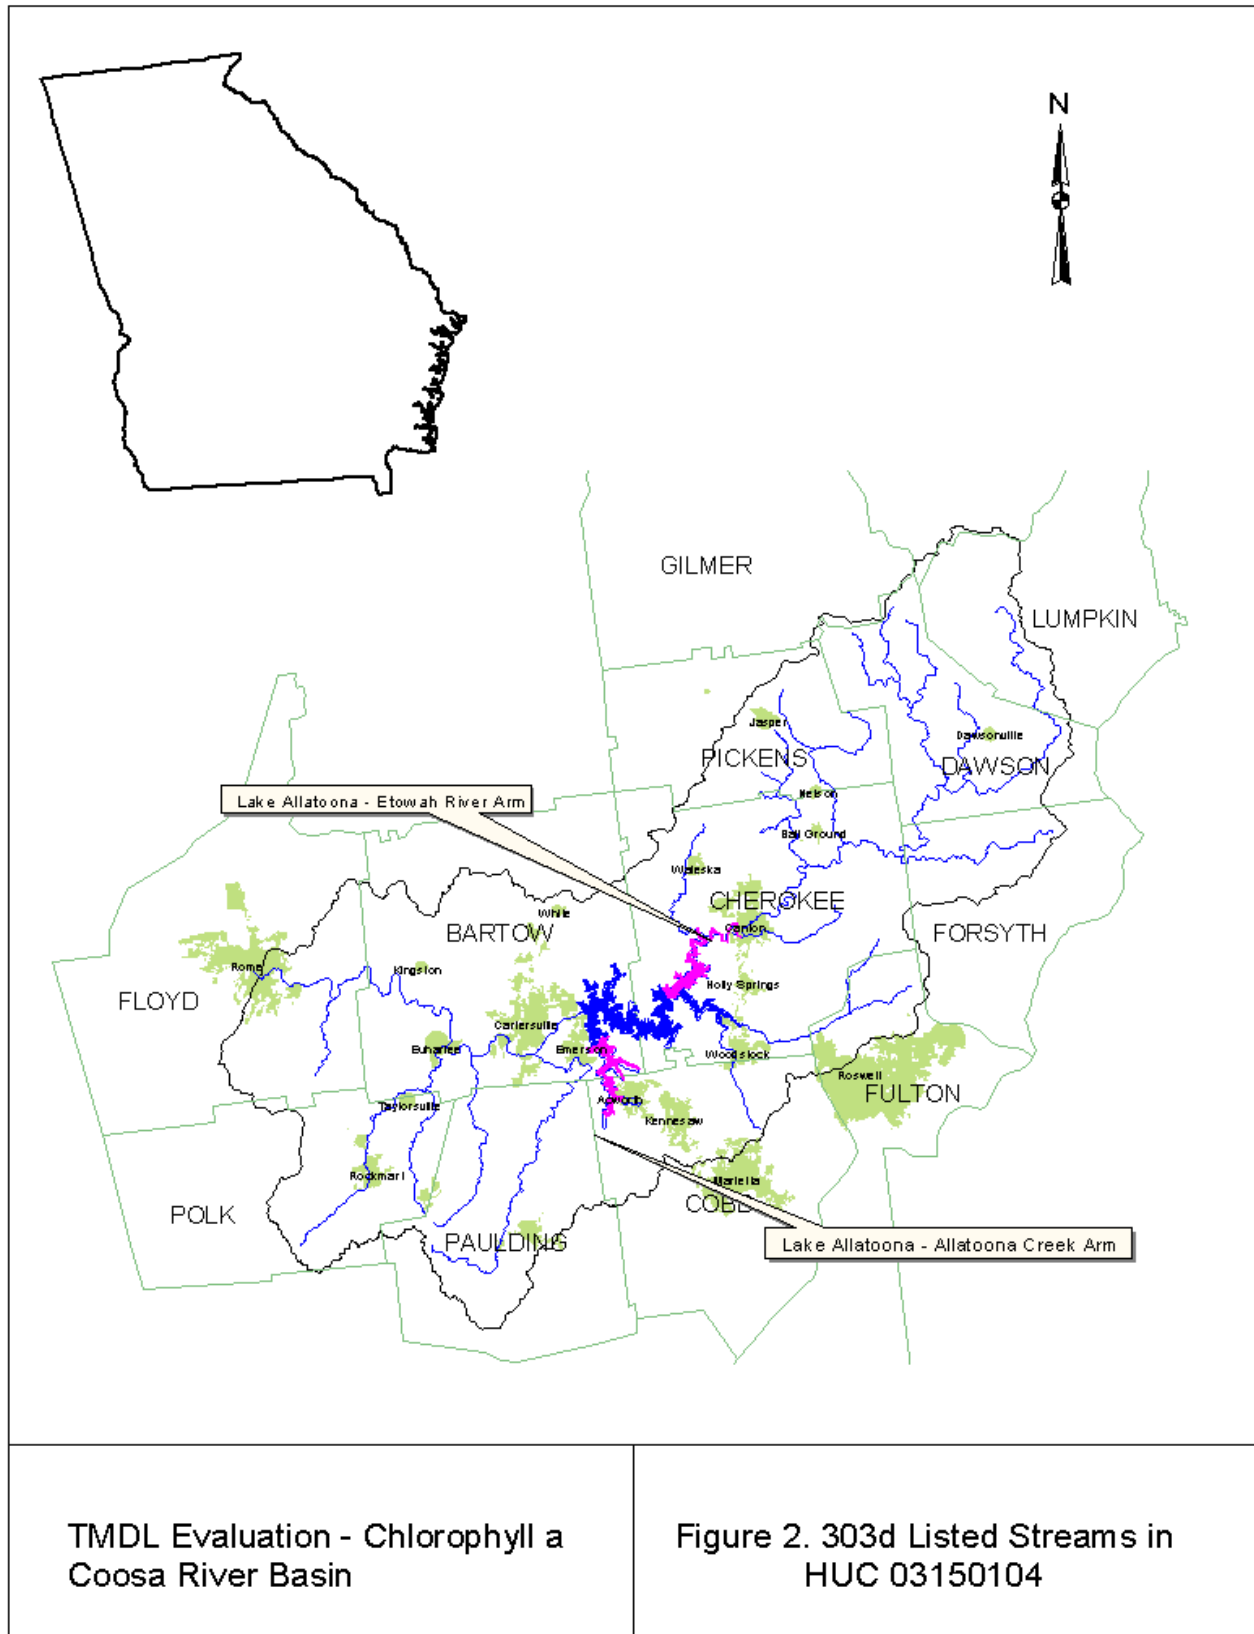 N
GILMER
LUMPKIN
Jasper
Dawsonville
PICKENS
DAWSON
Nelson
Lake Allatoona - Etowah River Arm
Ball Ground
Waleska
CHEROKEE
White
BARTOW
Canton
FORSYTH
Rome
Kingston
Holly Springs
FLOYD
Cartersville
Euharlee
Emerson
Woodstock
Roswell
FULTON
Taylorsville
Acworth
Kennesaw
Rockmart
Marietta
POLK
COBB
PAULDING
Lake Allatoona - Allatoona Creek Arm
TMDL Evaluation - Chlorophyll a
Coosa River Basin
Figure 2. 303d Listed Streams in
HUC 03150104